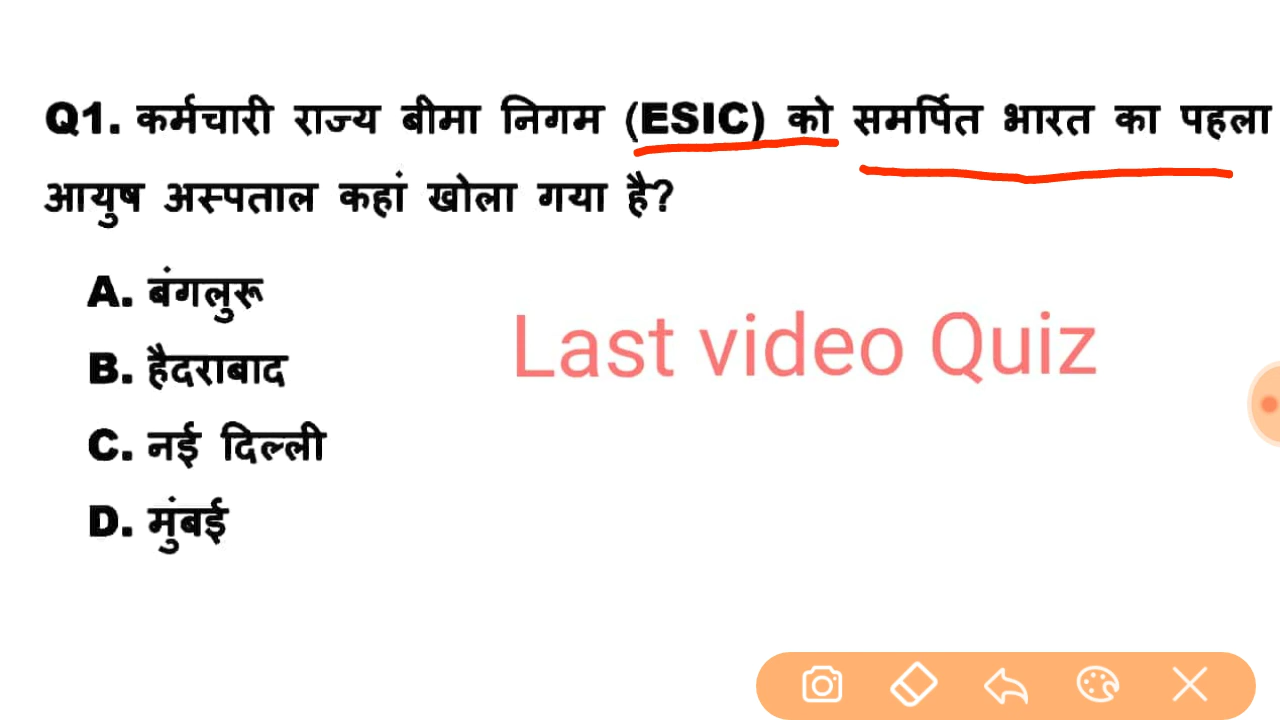 Q1. कर्मचारी राज्य बीमा निगम (ESIC) को समर्पित भारत का पहला
आयुष अस्पताल कहां खोला गया है?
A. बंगलुरू
B. हैदराबाद
C. नई दिल्ली
D. मुंबई
Last video Quiz